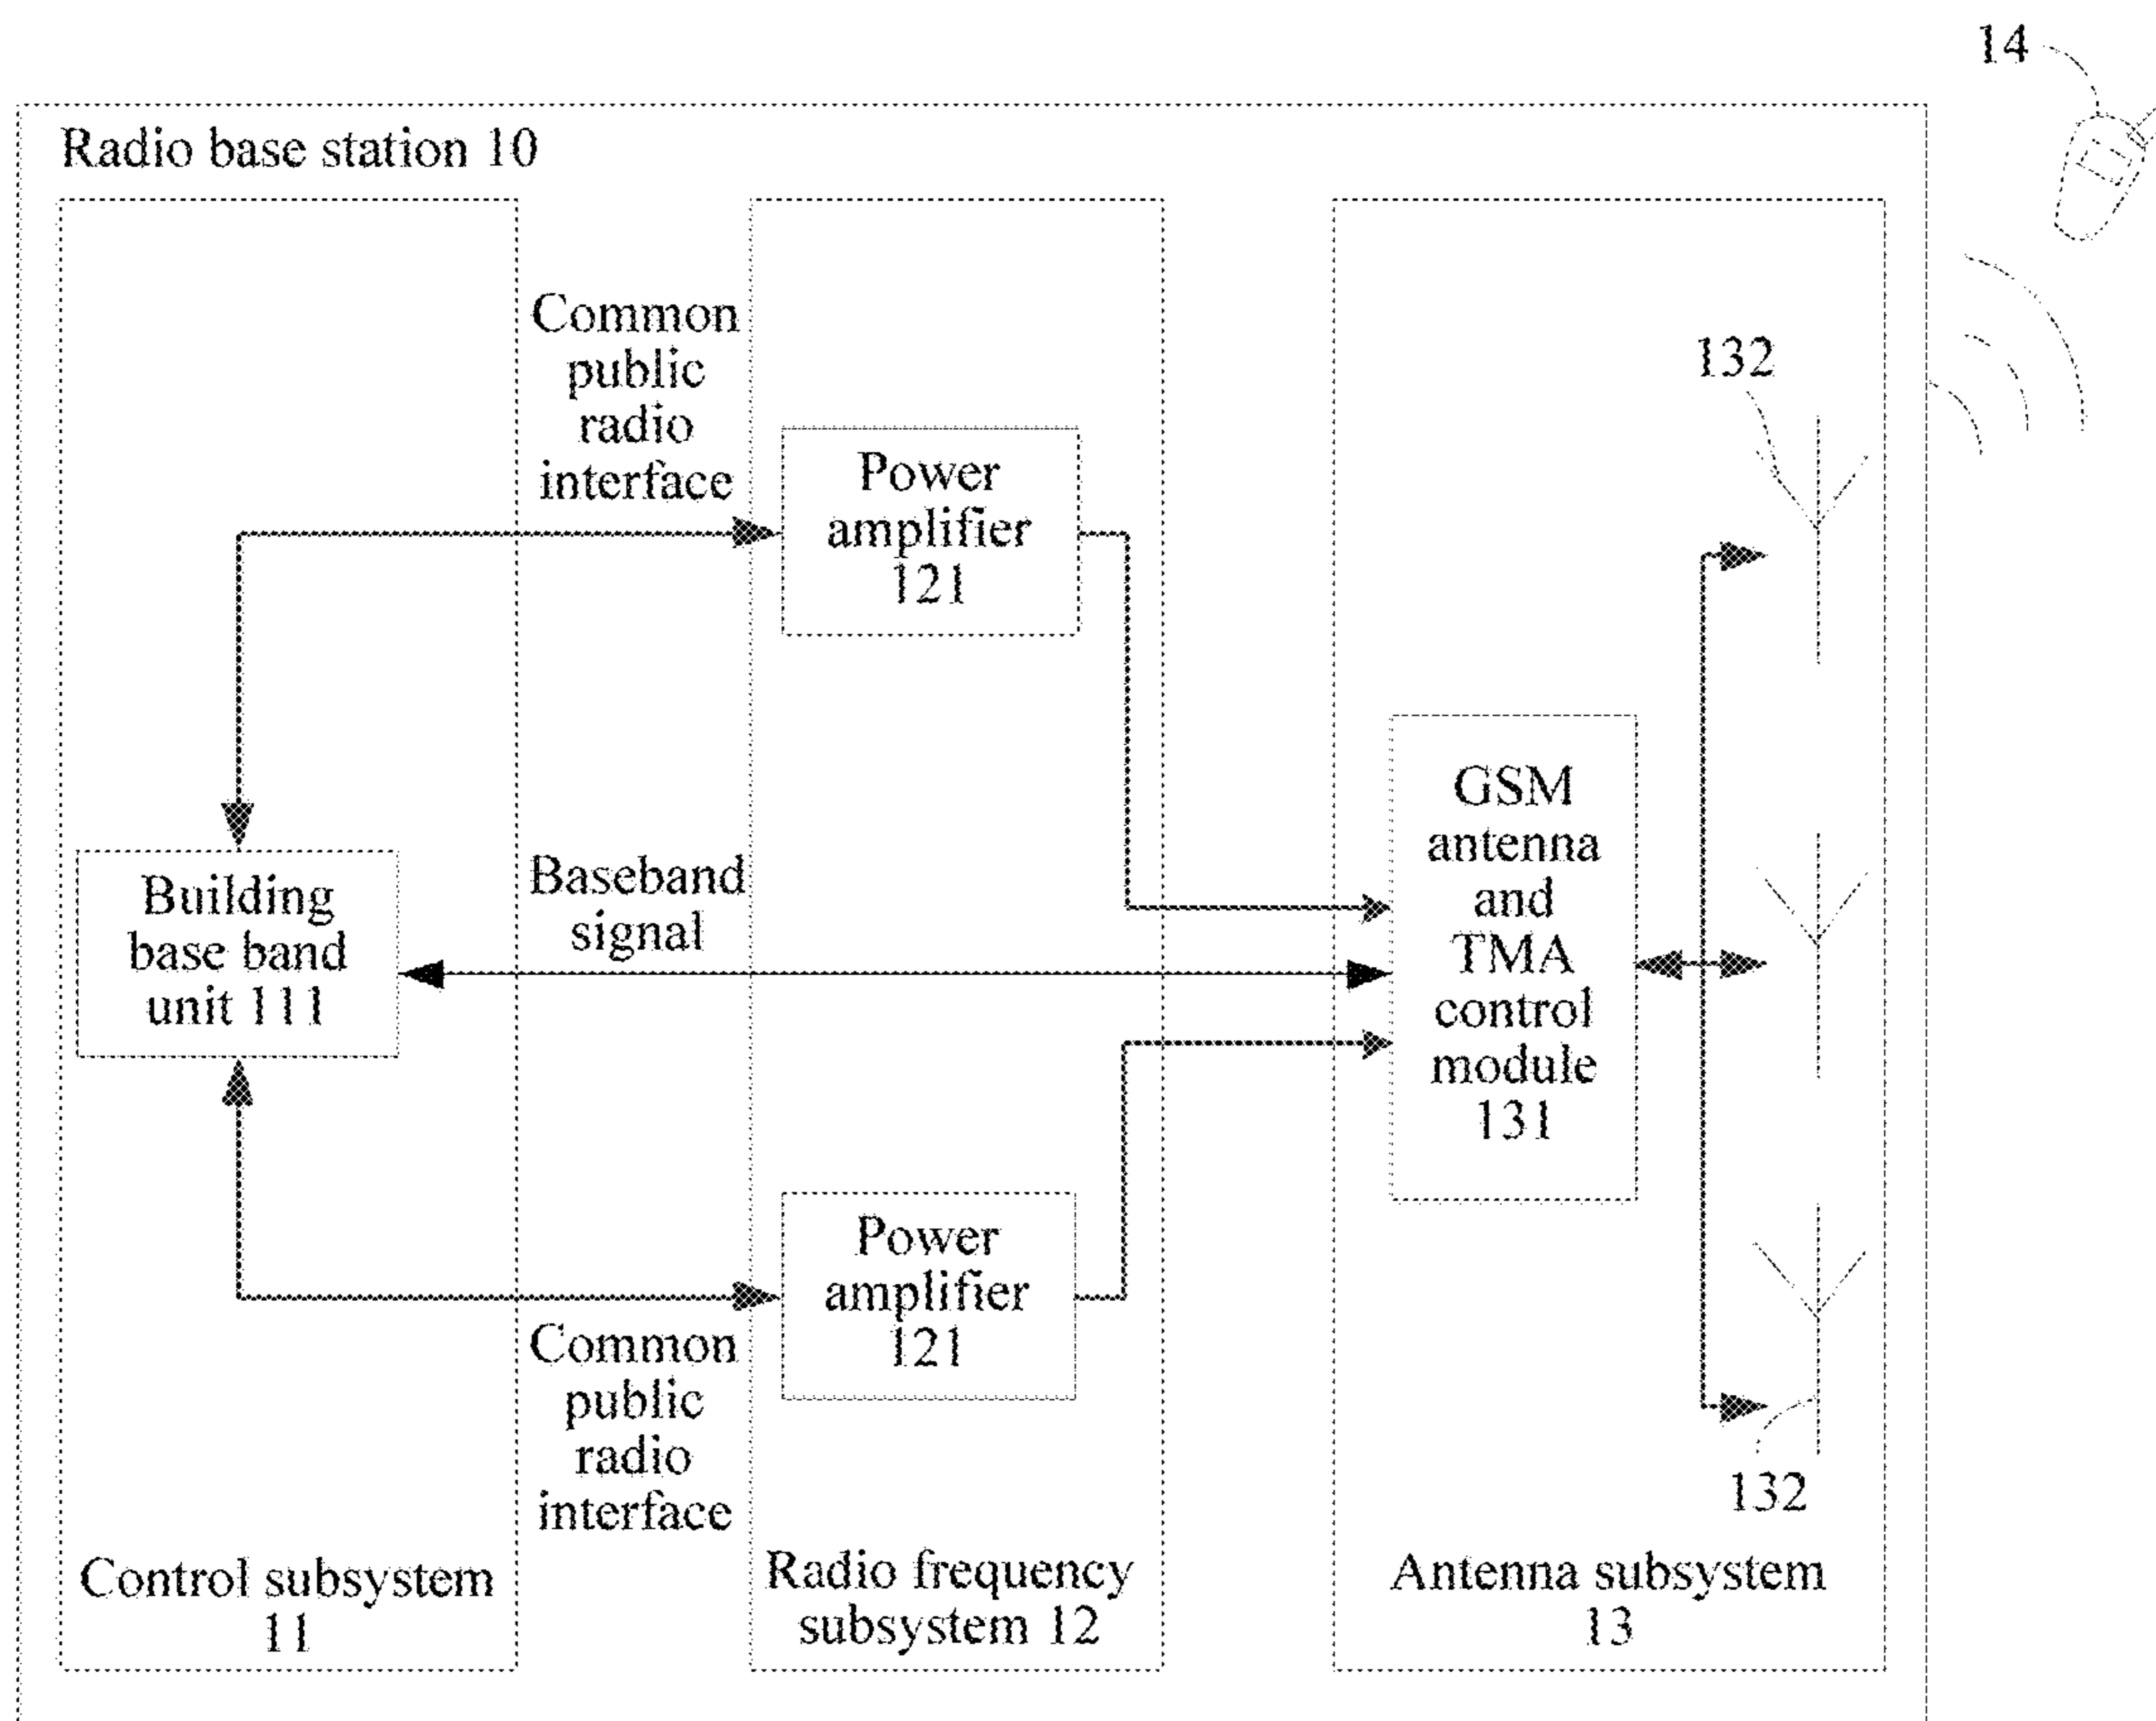 14
Radio base station 10
Common
public
radio
interface
132
Power
amplifier
121
GSM
antenna
and
TMA
control
module
131
Building
base band
unit 111
Baseband
signal
Power
amplifier
121
Common
public
radio
interface
132
Control subsystem
11
Radio frequency
subsystem 12
Antenna subsystem
13